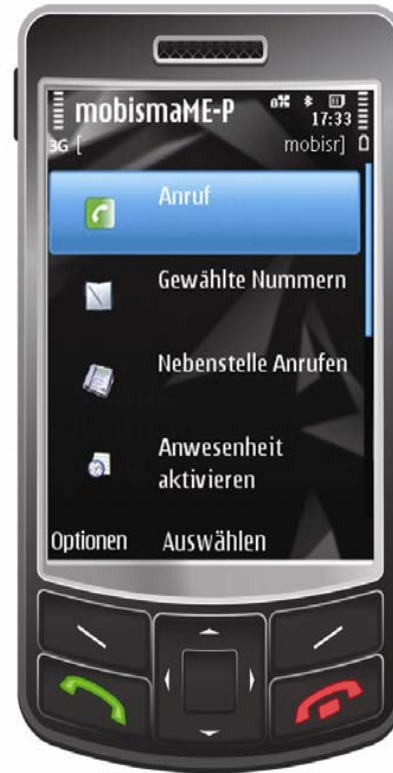 mobismaME-P
17:33
3G [ mobisr]
Anruf
Gewählte Nummern
Nebenstelle Anrufen
Anwesenheit
aktivieren
Optionen Auswählen